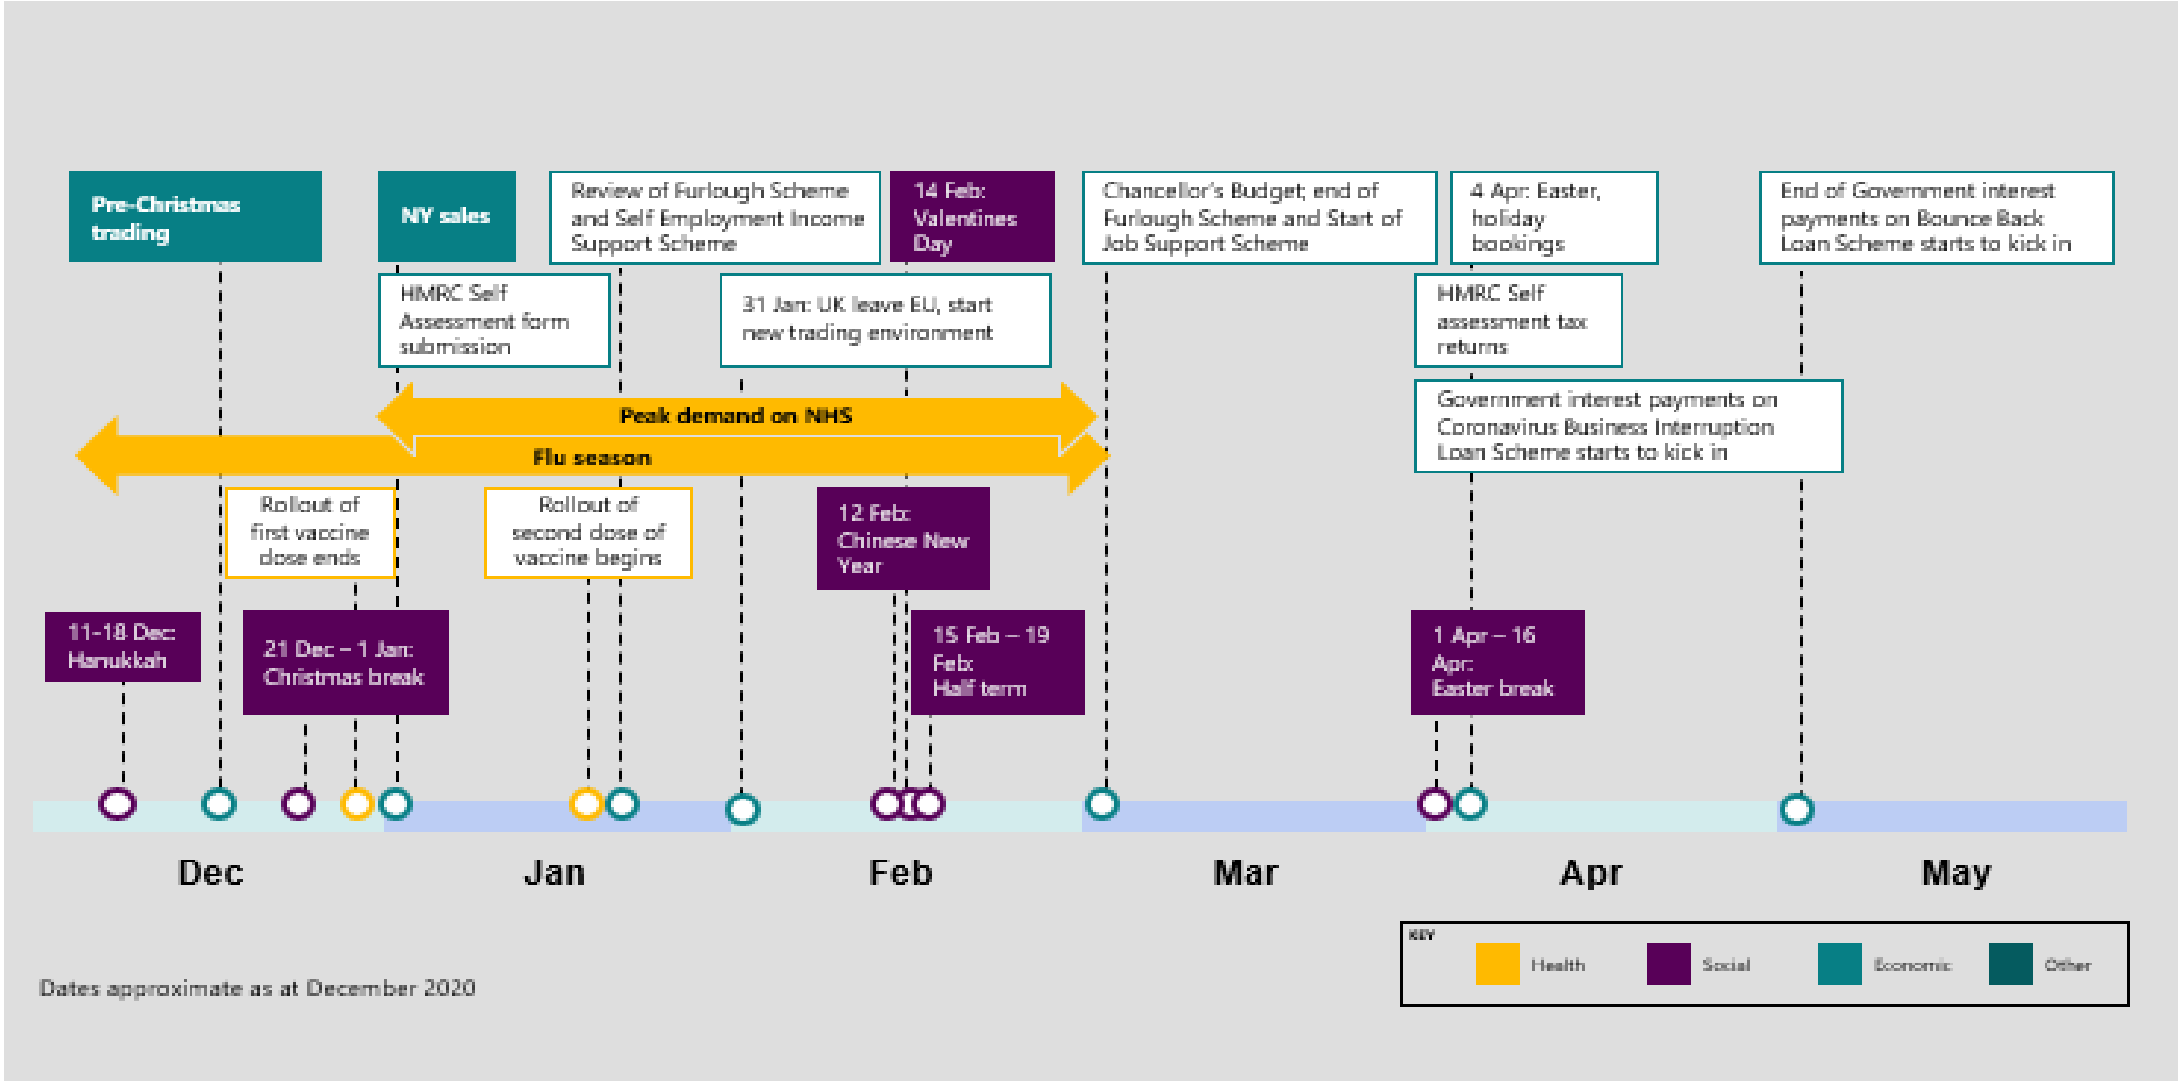 Pre-Christmas
trading
NY sales
Review of Furlough Scheme
and Self Employment Income
Support Scheme
14 Feb:
Valentines
Day
Chancellor's Budget; end of
Furlough Scheme and Start of
Job Support Scheme
4 Apr: Easter,
holiday
bookings
End of Government interest
payments on Bounce Back
Loan Scheme starts to kick in
HMRC Self
Assessment form
submission
31 Jan: UK leave EU, start
new trading environment
HMRC Self
assessment tax
returns
Peak demand on NHS
Government interest payments on
Coronavirus Business Interruption
Loan Scheme starts to kick in
Flu season
Rollout of
first vaccine
dose ends
Rollout of
second dose of
vaccine begins
12 Feb:
Chinese New
Year
11-18 Dec:
Hanukkah
21 Dec – 1 Jan:
Christmas break
15 Feb – 19
Feb:
Half term
1 Apr – 16
Apr:
Easter break
Dec
Jan
Feb
Mar
Apr
May
KEY
Health
Social
Economic
Other
Dates approximate as at December 2020